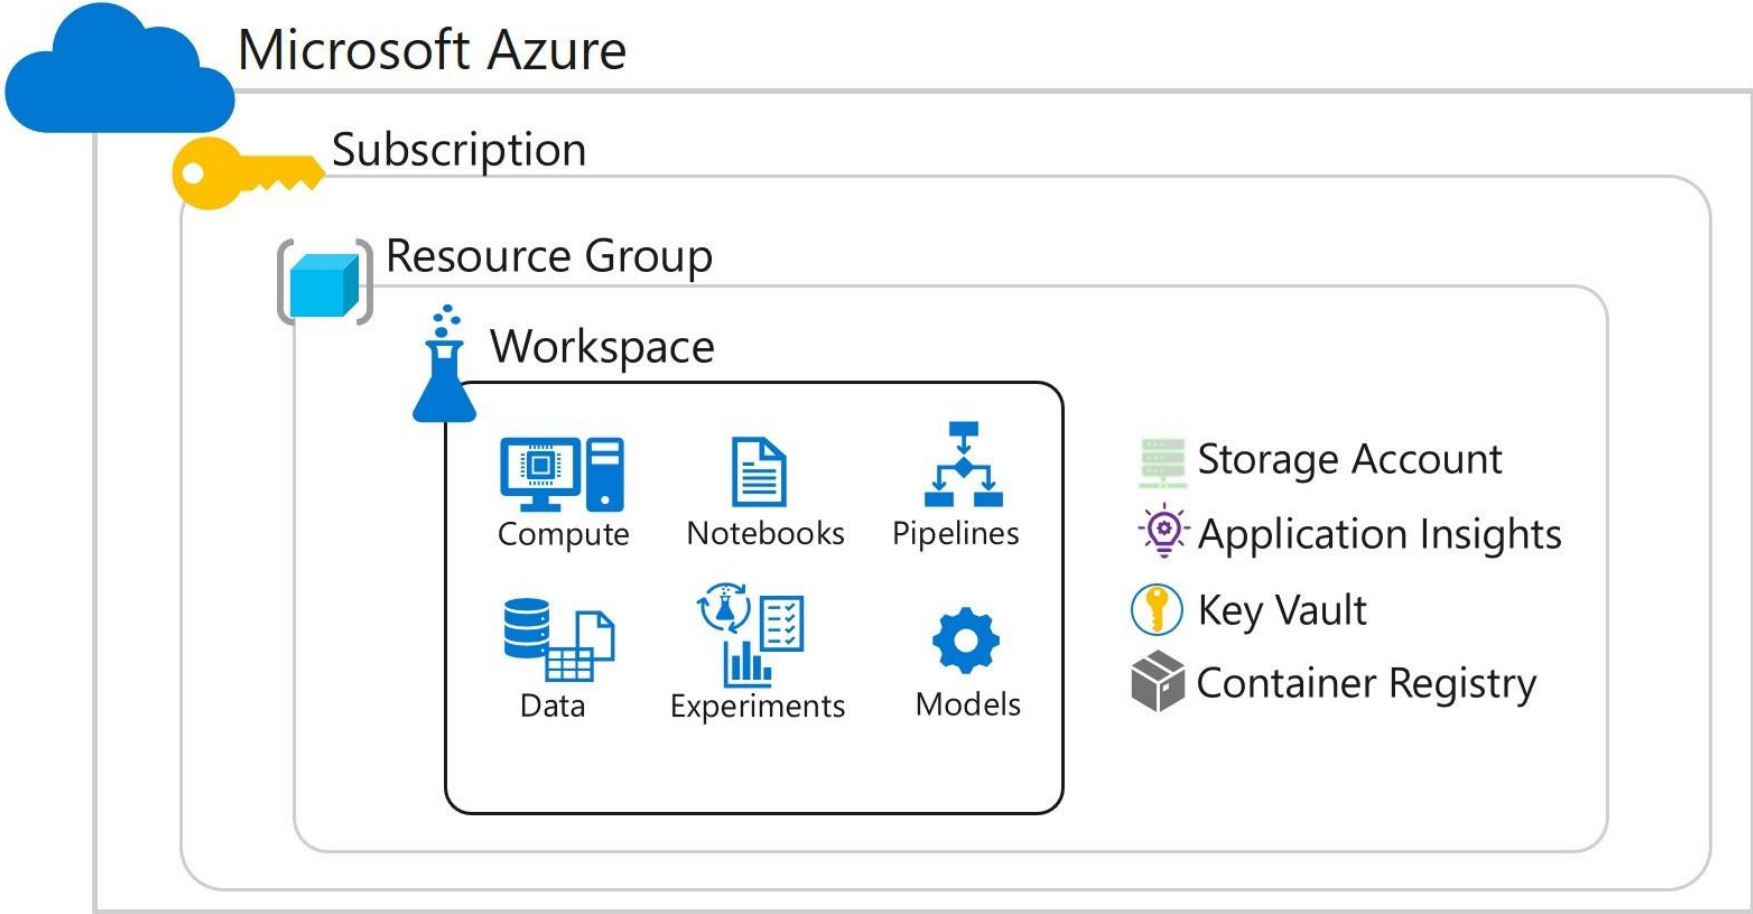 Microsoft Azure
Subscription
Resource Group
Workspace
Compute
Notebooks
Pipelines
Data
Experiments
Models
Storage Account
Application Insights
Key Vault
Container Registry